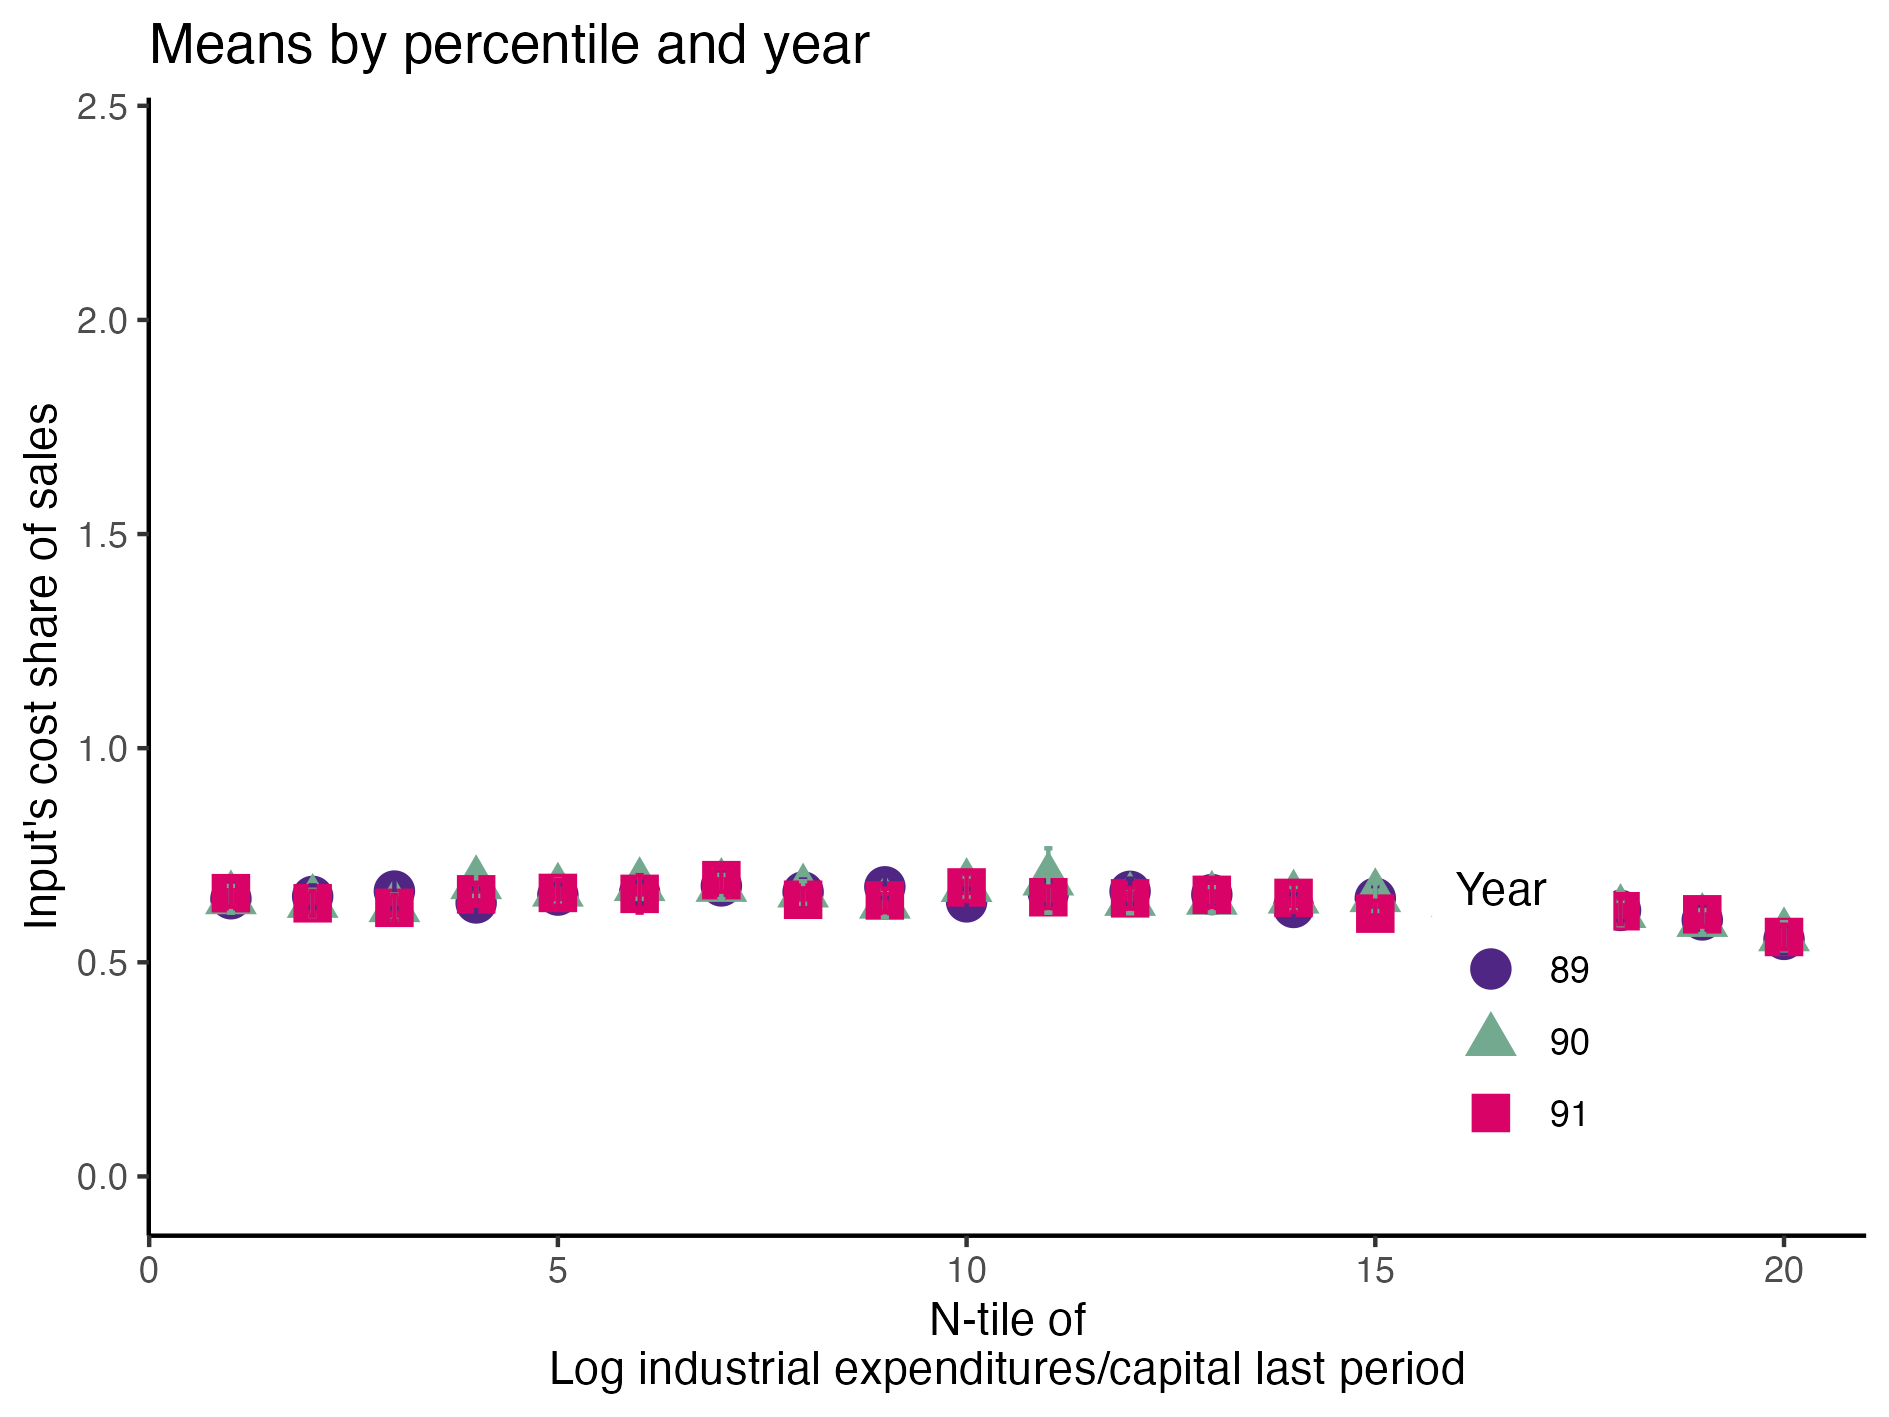 Means by percentile and year
2.5
2.0
1.5
1.0
0.5
0.0
Input's cost share of sales
Year
89
90
91
0 5 10 15 20
N-tile of
Log industrial expenditures/capital last period